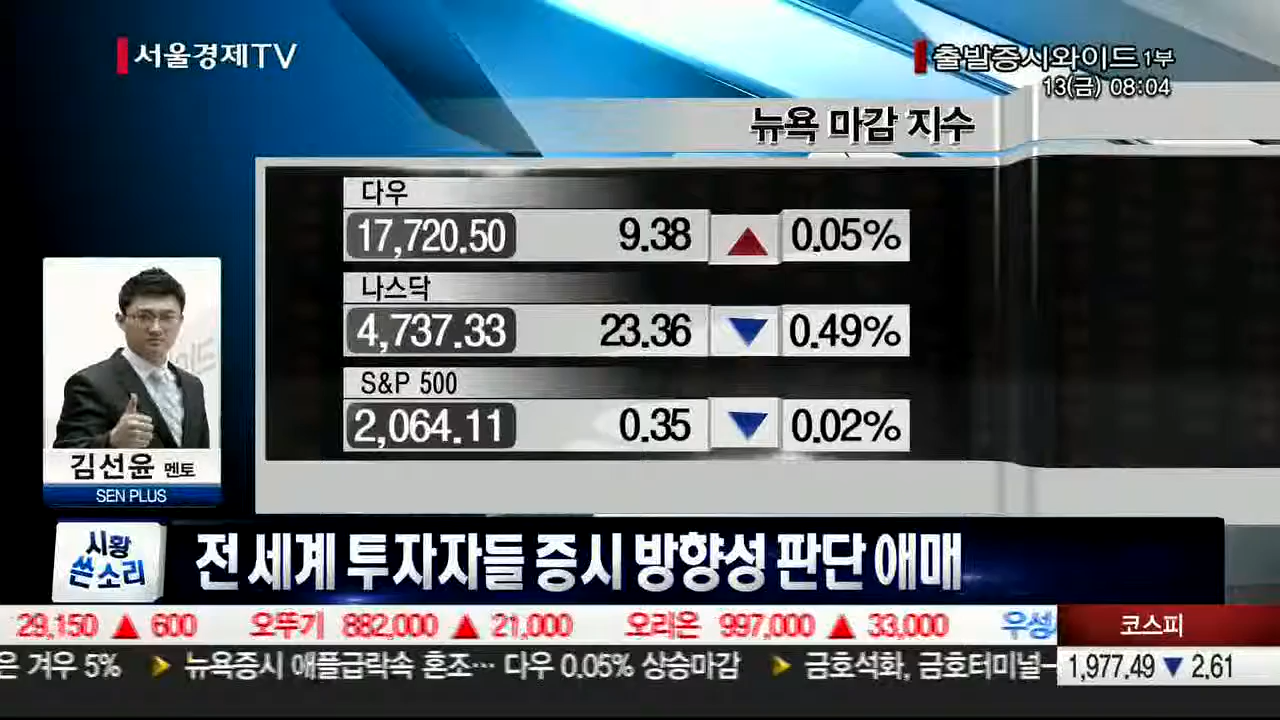 서울경제TV
출발증시와이드 1부
13(금) 08:04
뉴욕 마감 지수
다우
17,720.50 9.38 ▲ 0.05%
나스닥
4,737.33 23.36 ▼ 0.49%
S&P 500
2,064.11 0.35 ▼ 0.02%
김선윤 멘토
SEN PLUS
시황
쓴소리
전 세계 투자자들 증시 방향성 판단 애매
29,150 ▲ 600 오뚜기 882,000 ▲ 21,000 오리온 997,000 ▲ 33,000 우성
코스피
은 겨우 5% 뉴욕증시 애플급락속 혼조… 다우 0.05% 상승마감 금호석화, 금호터미널
1,977.49 ▼ 2.61